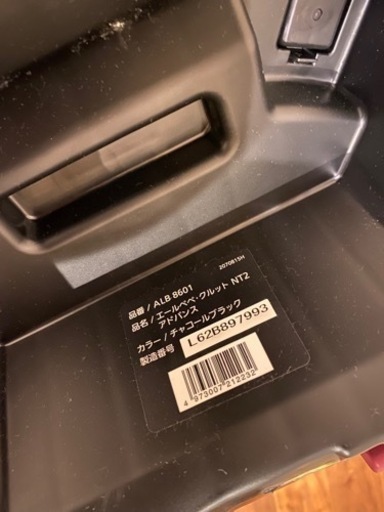 2070815H
品番 / ALB 8601
品名 / エールベベ・クルット NT2
アドバンス
カラー / チャコールブラック
製造番号 L62B897993
4 973007 212232